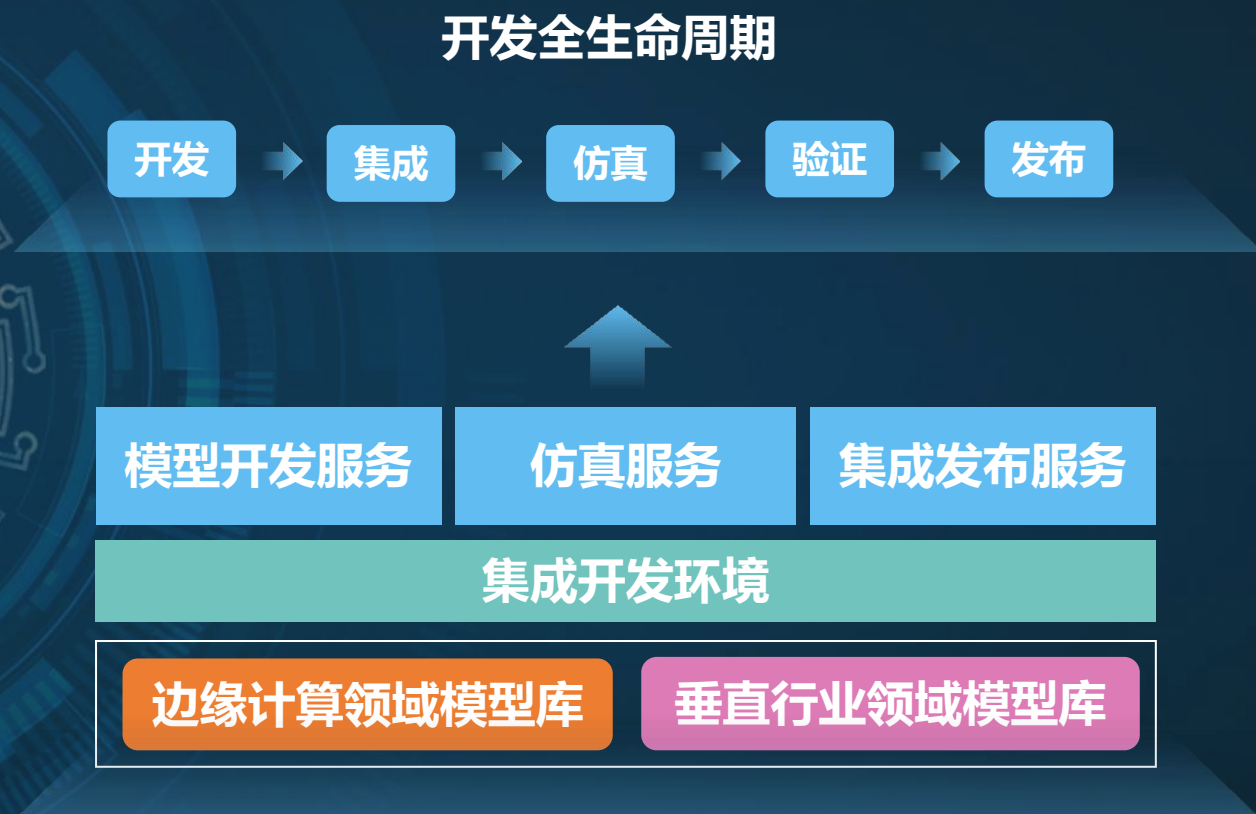 开发全生命周期
开发 集成 仿真 验证 发布
模型开发服务 仿真服务 集成发布服务
集成开发环境
边缘计算领域模型库 垂直行业领域模型库